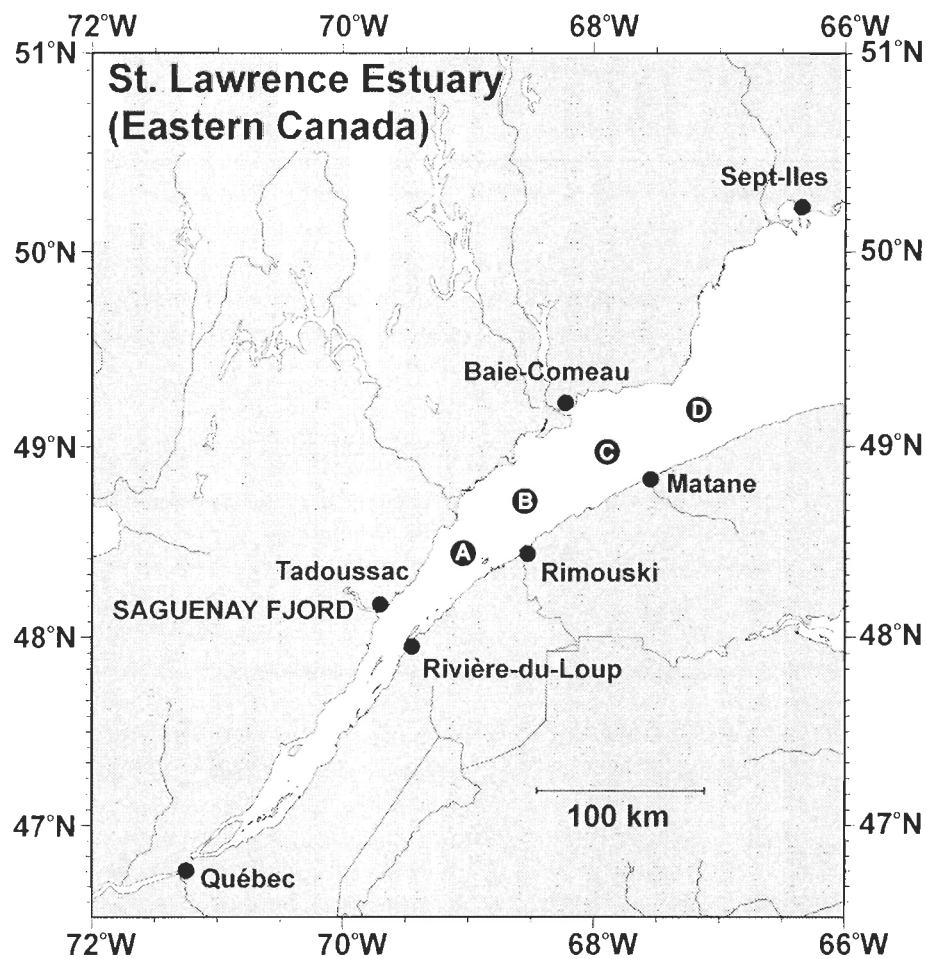 72°W 70°W 68°W 66°W
51°N 51°N
St. Lawrence Estuary
(Eastern Canada)
Sept-Iles
50°N 50°N
Baie-Comeau
D
49°N 49°N
C
Matane
B
A
Tadoussac
Rimouski
SAGUENAY FJORD
48°N 48°N
Rivière-du-Loup
100 km
47°N 47°N
Québec
72°W 70°W 68°W 66°W